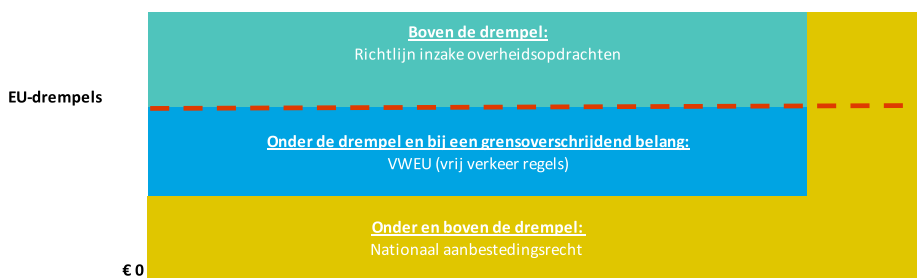 Boven de drempel:
Richtlijn inzake overheidsopdrachten
EU-drempels
Onder de drempel en bij een grensoverschrijdend belang:
VWEU (vrij verkeer regels)
Onder en boven de drempel:
Nationaal aanbestedingsrecht
€ 0